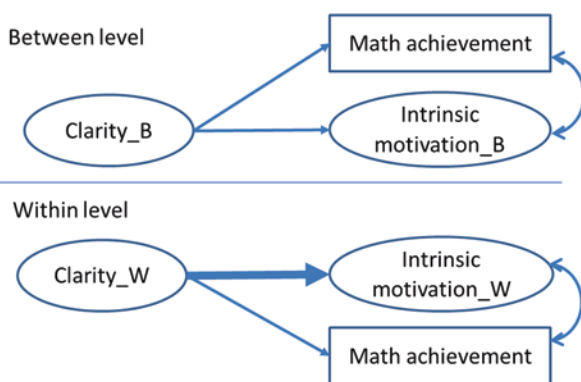 Between level
Math achievement
Clarity_B
Intrinsic
motivation_B
Within level
Clarity_W
Intrinsic
motivation_W
Math achievement